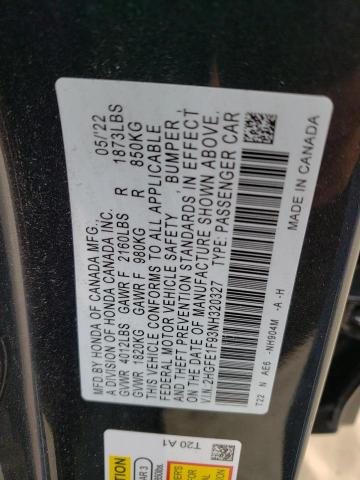 MFD BY HONDA OF CANADA MFG. 05/'22
A DIVISION OF HONDA CANADA INC.
GVWR 4012LBS GAWR F 2160LBS R 1873LBS
GVWR 1820KG GAWR F 980KG R 850KG
THIS VEHICLE CONFORMS TO ALL APPLICABLE
FEDERAL MOTOR VEHICLE SAFETY , BUMPER ,
AND THEFT PREVENTION STANDARDS IN EFFECT
ON THE DATE OF MANUFACTURE SHOWN ABOVE.
V.I.N. 2HGFE1F93NH320327 TYPE: PASSENGER CAR
T22 N AE6 -NH904M -A -H
MADE IN CANADA
T20 A1